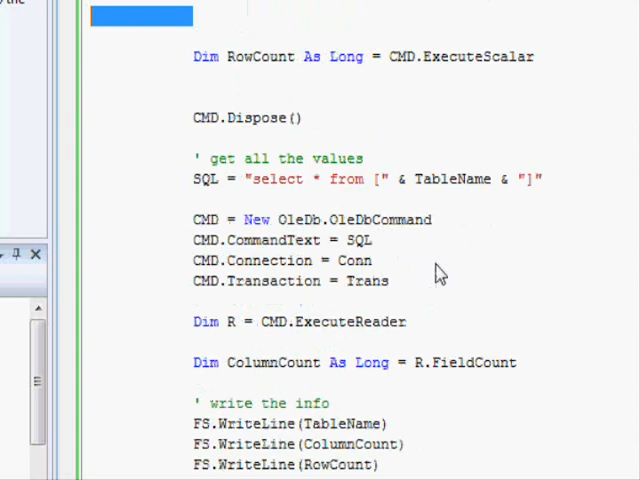 Dim RowCount As Long = CMD.ExecuteScalar
CMD.Dispose()
' get all the values
SQL = "select * from [" & TableName & "]"
CMD = New OleDb.OleDbCommand
CMD.CommandText = SQL
CMD.Connection = Conn
CMD.Transaction = Trans
Dim R = CMD.ExecuteReader
Dim ColumnCount As Long = R.FieldCount
' write the info
FS.WriteLine(TableName)
FS.WriteLine(ColumnCount)
FS.WriteLine(RowCount)